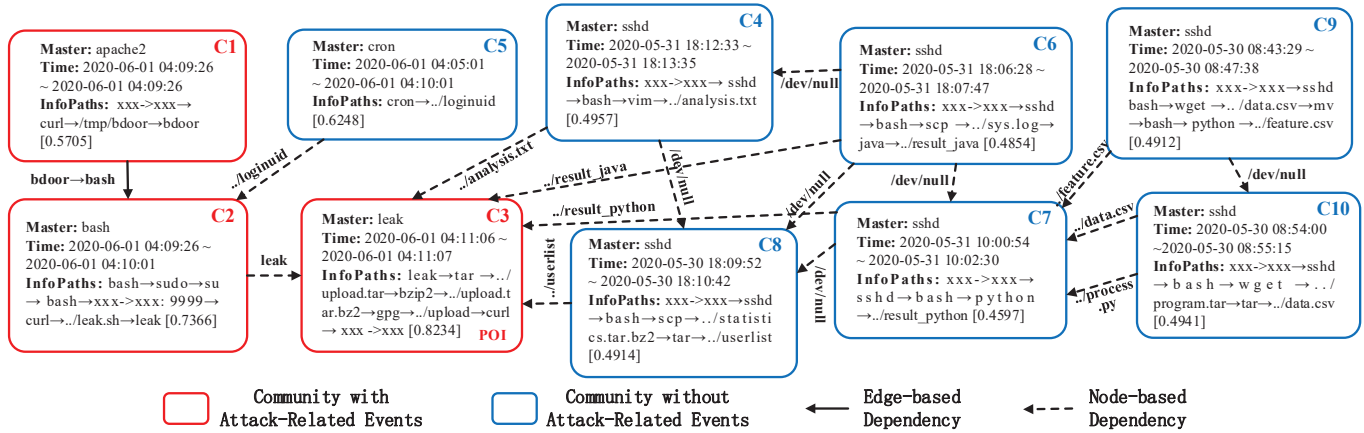 C1
Master: apache2
Time: 2020-06-01 04:09:26
~ 2020-06-01 04:09:26
InfoPaths: xxx->xxx→
curl→/tmp/bdoor→bdoor
[0.5705]
C5
Master: cron
Time: 2020-06-01 04:05:01
~ 2020-06-01 04:10:01
InfoPaths: cron→../loginuid
[0.6248]
C4
Master: sshd
Time: 2020-05-31 18:12:33 ~
2020-05-31 18:13:35
InfoPaths: xxx->xxx→ sshd
→bash→vim→../analysis.txt
[0.4957]
C6
Master: sshd
Time: 2020-05-31 18:06:28 ~
2020-05-31 18:07:47
InfoPaths: xxx->xxx→sshd
→bash→scp →../sys.log→
java→../result_java [0.4854]
C9
Master: sshd
Time: 2020-05-30 08:43:29 ~
2020-05-30 08:47:38
InfoPaths: xxx->xxx→sshd
bash→wget →../data.csv→mv
→bash→ python →../feature.csv
[0.4912]
/dev/null
bdoor→bash
../loginuid
../analysis.txt
/dev/null
../result_java
/dev/null
/dev/null
../feature.csv
/dev/null
C2
Master: bash
Time: 2020-06-01 04:09:26 ~
2020-06-01 04:10:01
InfoPaths: bash→sudo→su
→ bash→xxx->xxx: 9999→
curl→../leak.sh→leak [0.7366]
leak
C3
Master: leak
Time: 2020-06-01 04:11:06 ~
2020-06-01 04:11:07
InfoPaths: leak→tar →../
upload.tar→bzip2→../upload.t
ar.bz2→gpg→../upload→curl
→ xxx ->xxx [0.8234]
POI
../result_python
../userlist
C8
Master: sshd
Time: 2020-05-30 18:09:52
~ 2020-05-30 18:10:42
InfoPaths: xxx->xxx→sshd
→bash→scp→../statisti
cs.tar.bz2→tar→../userlist
[0.4914]
/dev/null
C7
Master: sshd
Time: 2020-05-31 10:00:54
~ 2020-05-31 10:02:30
InfoPaths: xxx->xxx→
sshd→bash→python
→../result_python [0.4597]
../data.csv
../process
.py
C10
Master: sshd
Time: 2020-05-30 08:54:00
~2020-05-30 08:55:15
InfoPaths: xxx->xxx→sshd
→bash→wget →../
program.tar→tar→../data.csv
[0.4941]
Community with
Attack-Related Events
Community without
Attack-Related Events
Edge-based
Dependency
Node-based
Dependency